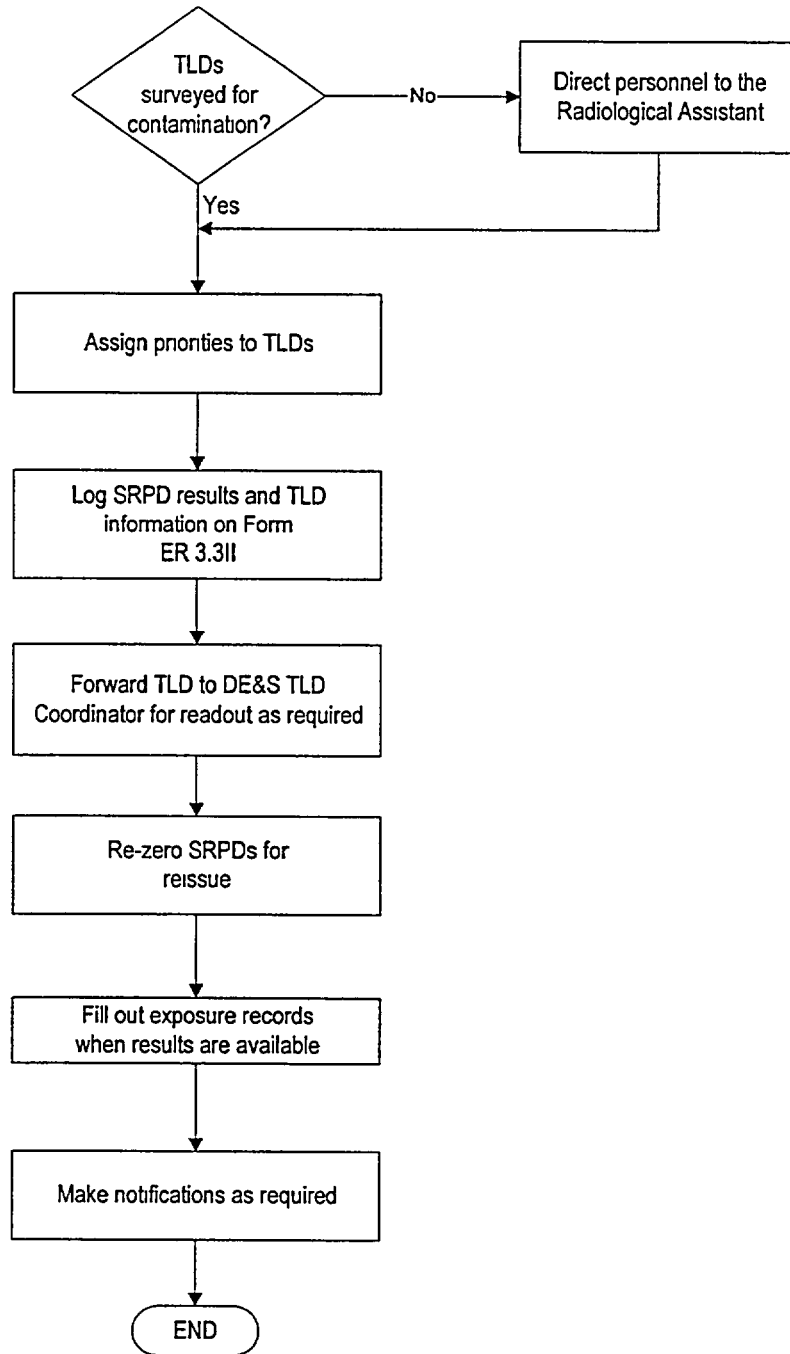 TLDs
surveyed for
contamination?
No
Direct personnel to the
Radiological Assistant
Yes
Assign priorities to TLDs
Log SRPD results and TLD
information on Form
ER 3.3II
Forward TLD to DE&S TLD
Coordinator for readout as required
Re-zero SRPDs for
reissue
Fill out exposure records
when results are available
Make notifications as required
END